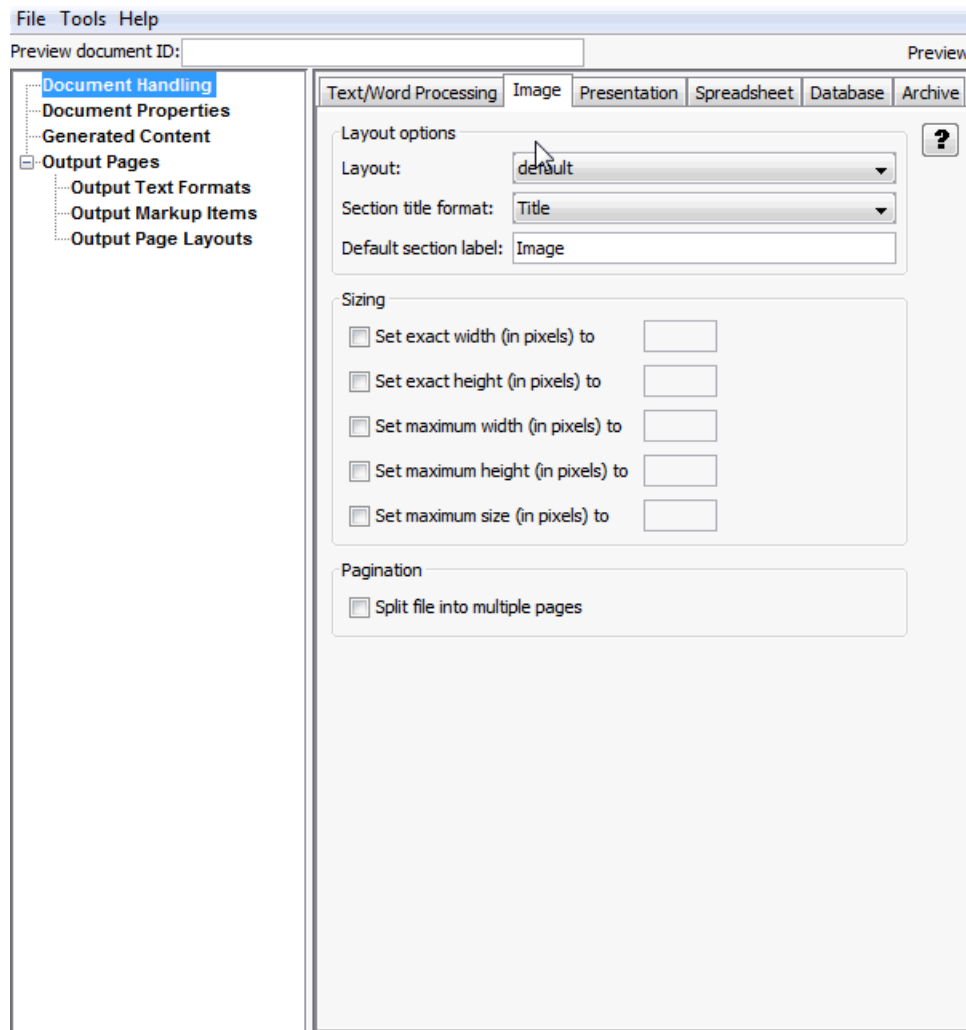 File Tools Help
Preview document ID:
Preview
Document Handling
Document Properties
Generated Content
Output Pages
Output Text Formats
Output Markup Items
Output Page Layouts
Text/Word Processing Image Presentation Spreadsheet Database Archive
Layout options
?
Layout: default
Section title format: Title
Default section label: Image
Sizing
Set exact width (in pixels) to
Set exact height (in pixels) to
Set maximum width (in pixels) to
Set maximum height (in pixels) to
Set maximum size (in pixels) to
Pagination
Split file into multiple pages